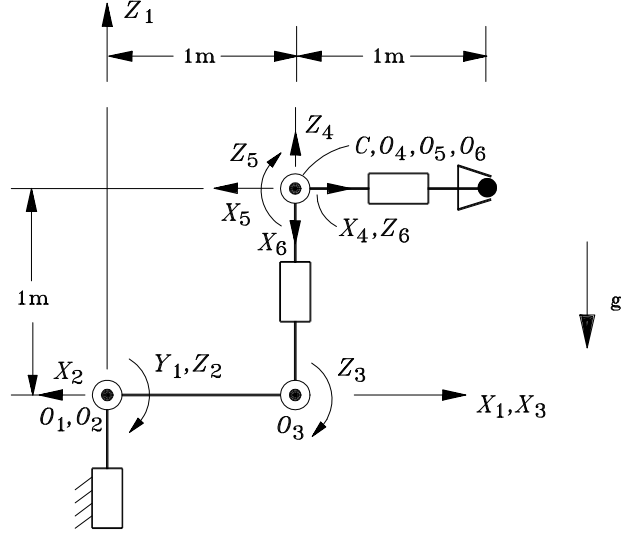 Z₁
1m
1m
Z₄
Z₅
C, O₄, O₅, O₆
X₅
X₆
X₄, Z₆
1m
g
X₂
Y₁, Z₂
Z₃
O₁, O₂
O₃
X₁, X₃